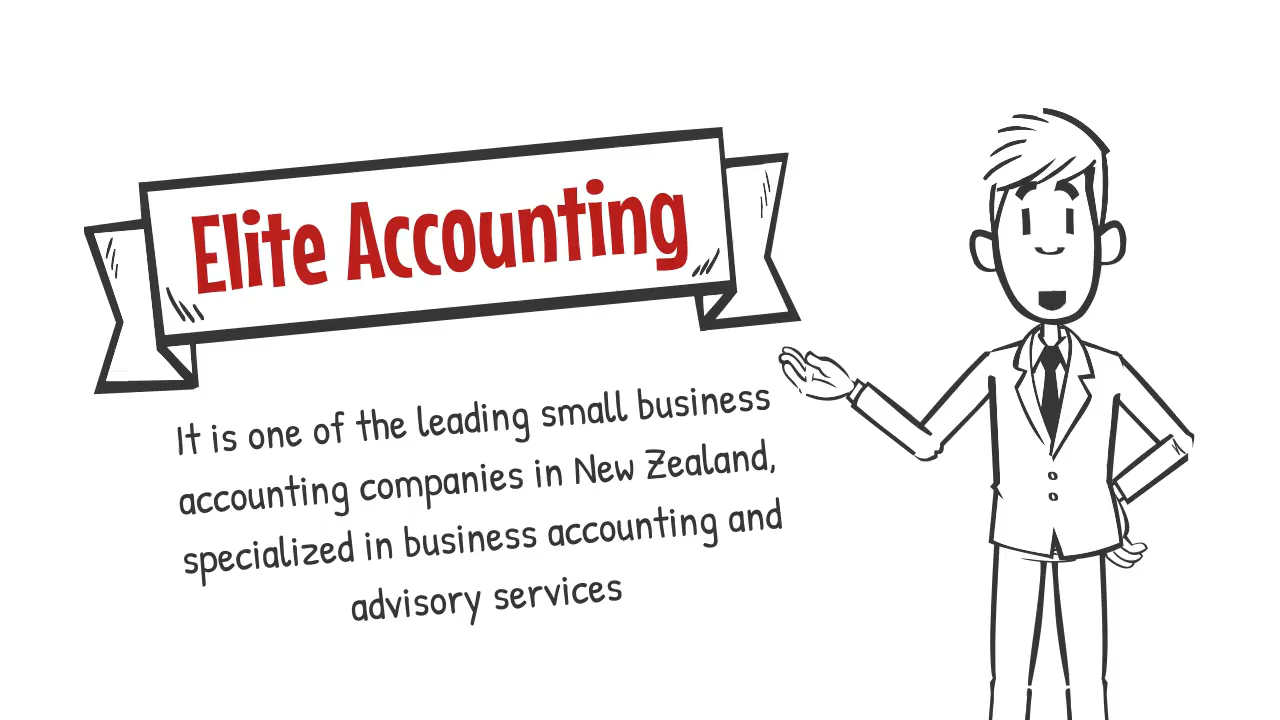 Elite Accounting
It is one of the leading small business
accounting companies in New Zealand,
specialized in business accounting and
advisory services